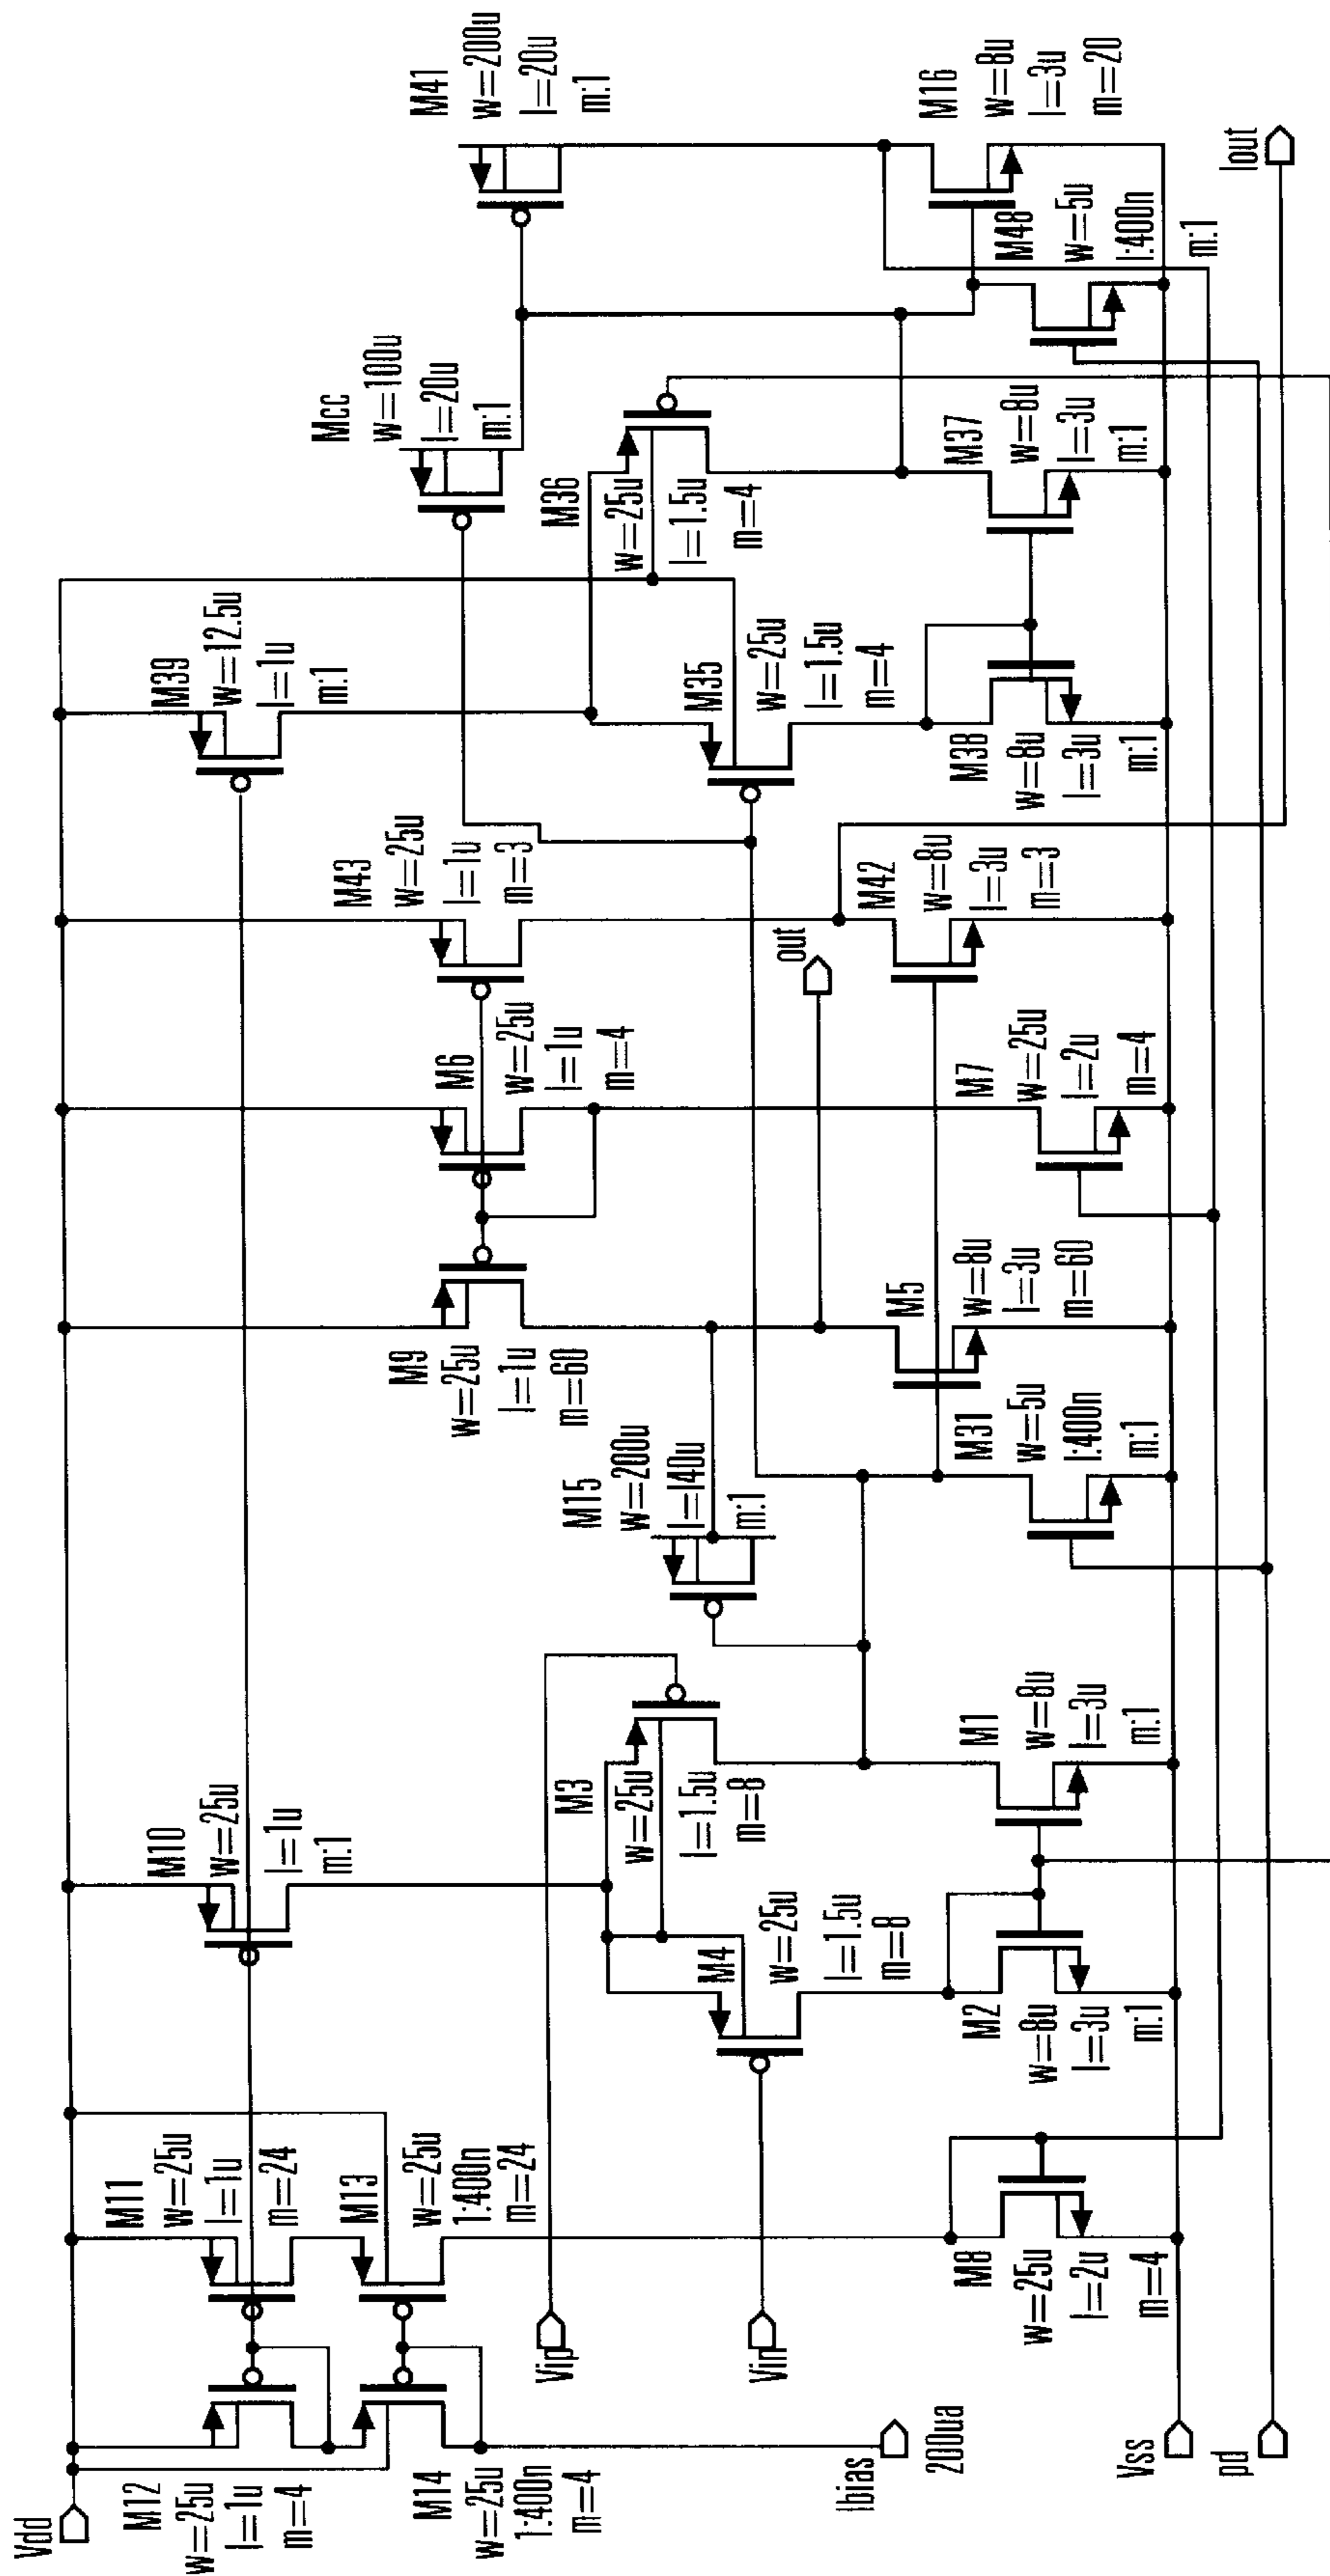 Vdd
M12
w=25u
l=1u
m=4
M14
w=25u
1:400n
m=4
Ibias
200ua
Vss
pd
M11
w=25u
l=1u
m=24
M13
w=25u
1:400n
m=24
Vip
Vin
M8
w=25u
l=2u
m=4
M10
w=25u
l=1u
m:1
M4
w=25u
l=1.5u
m=8
M2
w=8u
l=3u
m:1
M3
w=25u
l=1.5u
m=8
M1
w=8u
l=3u
m:1
M15
w=200u
l=140u
m:1
M31
w=5u
l:400n
m:1
M9
w=25u
l=1u
m=60
M5
w=8u
l=3u
m=60
M6
w=25u
l=1u
m=4
M7
w=25u
l=2u
m=4
out
M43
w=25u
l=1u
m=3
M42
w=8u
l=3u
m=3
M39
w=12.5u
l=1u
m:1
M35
w=25u
l=1.5u
m=4
M38
w=8u
l=3u
m:1
M36
w=25u
l=1.5u
m=4
M37
w=8u
l=3u
m:1
Mcc
w=100u
l=20u
m:1
M48
w=5u
l:400n
m:1
M41
w=200u
l=20u
m:1
M16
w=8u
l=3u
m=20
Iout